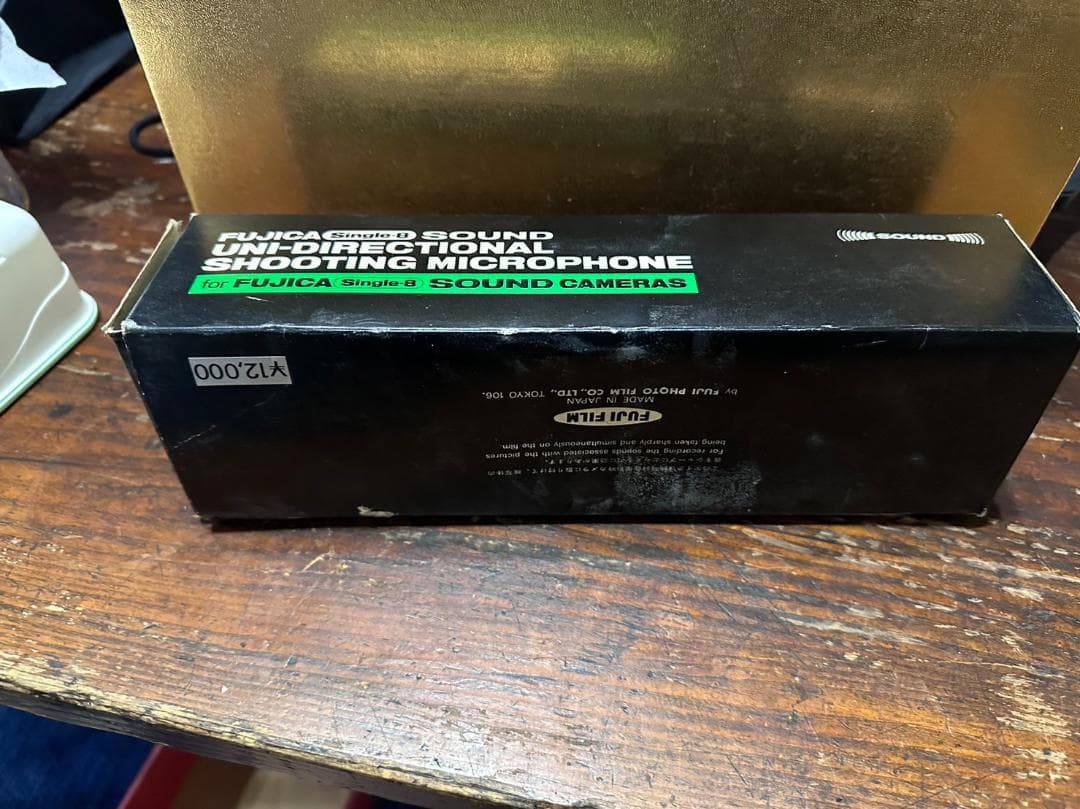 FUJICA Single-8 SOUND
UNI-DIRECTIONAL
SHOOTING MICROPHONE
for FUJICA Single-8 SOUND CAMERAS
SOUND
¥12,000
For recording the sounds associated with the pictures
being taken sharply and simultaneously on the film.
FUJI FILM
MADE IN JAPAN
by FUJI PHOTO FILM CO., LTD., TOKYO 106.